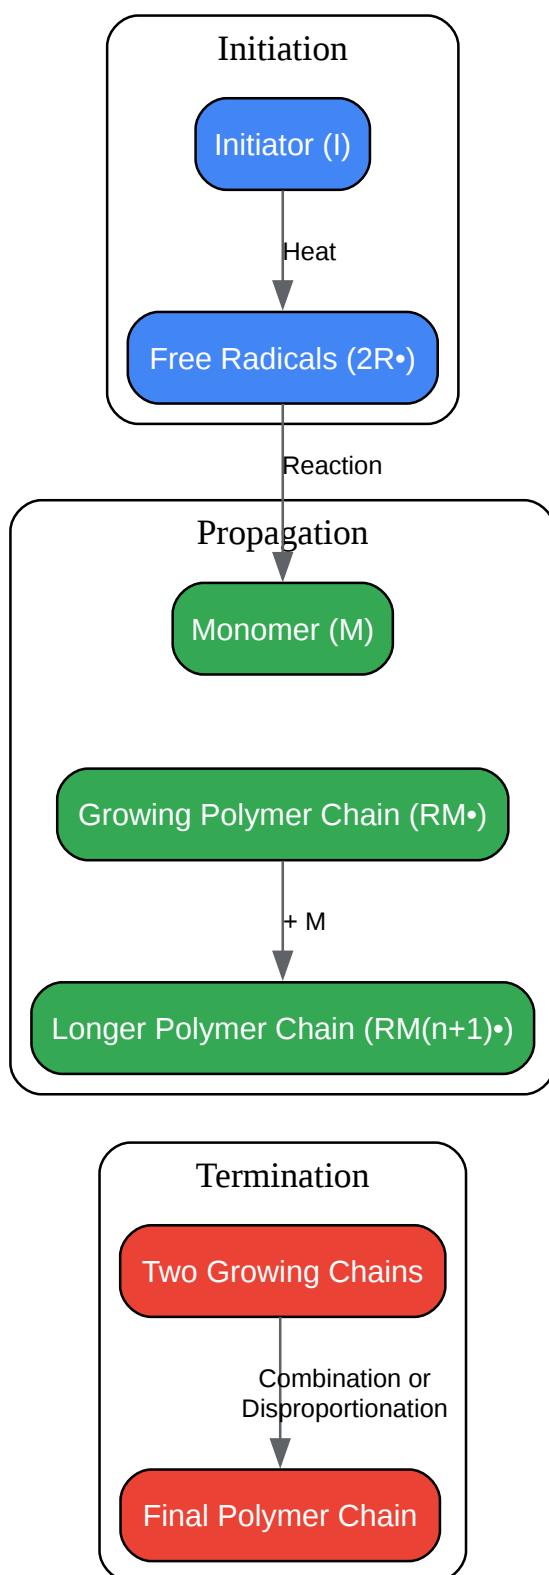 Initiation
Initiator (I)
Heat
Free Radicals (2R•)
Reaction
Propagation
Monomer (M)
Growing Polymer Chain (RM•)
+ M
Longer Polymer Chain (RM(n+1)•)
Termination
Two Growing Chains
Combination or
Disproportionation
Final Polymer Chain